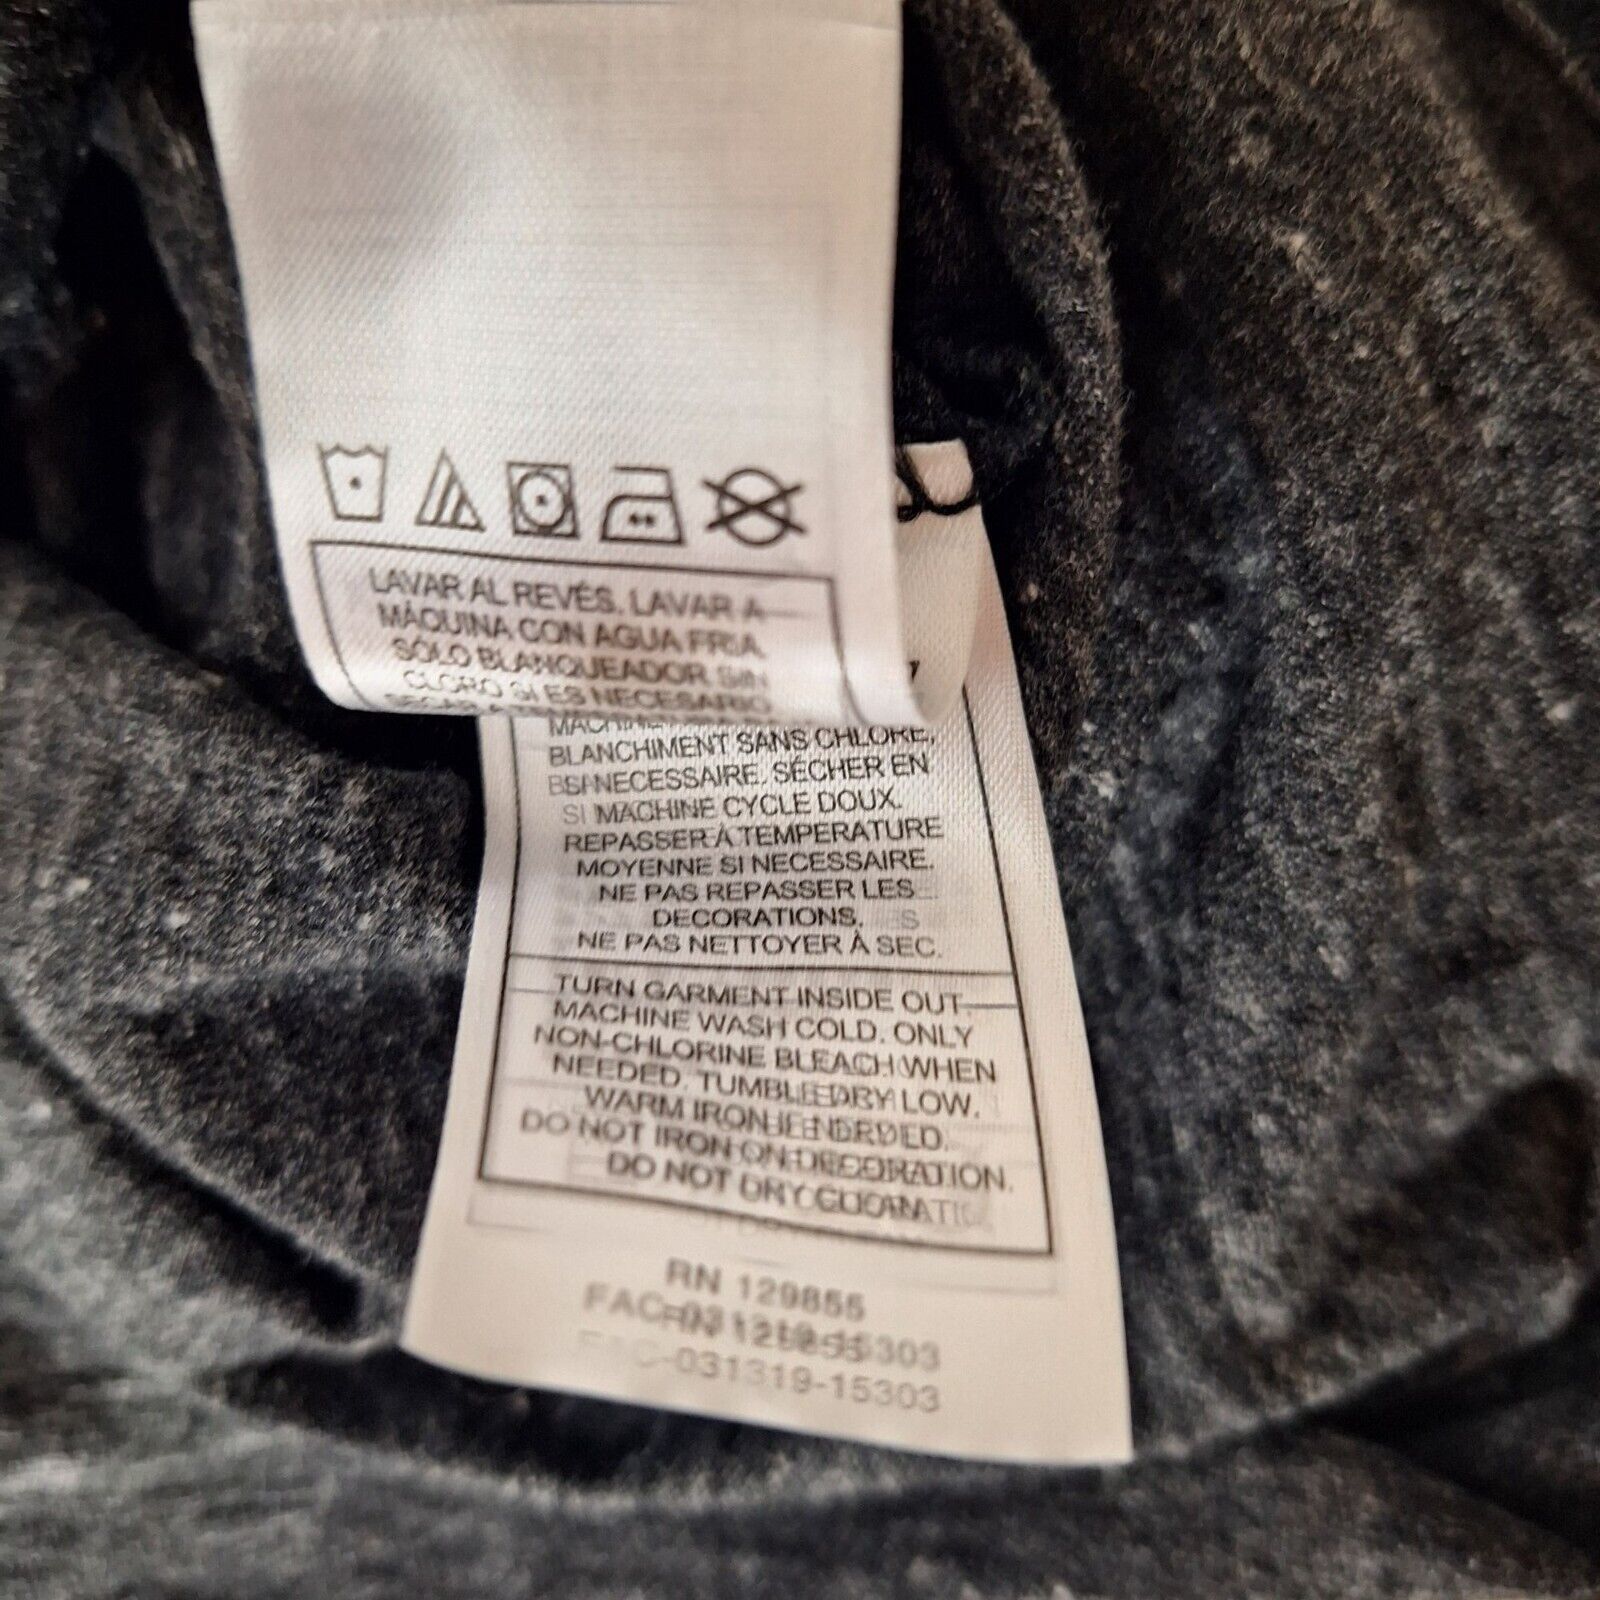 LAVAR AL REVÉS. LAVAR A
MÁQUINA CON AGUA FRIA.
SÓLO BLANQUEADOR SIN
CLORO SI ES NECESARIO
BLANCHIMENT SANS CHLORE,
SI NECESSAIRE. SÉCHER EN
MACHINE CYCLE DOUX.
REPASSER À TEMPERATURE
MOYENNE SI NECESSAIRE.
NE PAS REPASSER LES
DECORATIONS.
NE PAS NETTOYER À SEC.
TURN GARMENT INSIDE OUT.
MACHINE WASH COLD. ONLY
NON-CHLORINE BLEACH WHEN
NEEDED. TUMBLE DRY LOW.
WARM IRON IF NEEDED.
DO NOT IRON ON DECORATION.
DO NOT DRY CLEAN
RN 129855
FAC-031319-15303